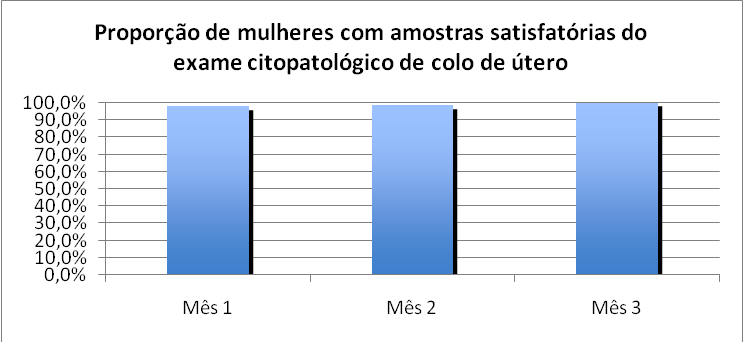 Proporção de mulheres com amostras satisfatórias do
exame citopatológico de colo de útero
100,0%
90,0%
80,0%
70,0%
60,0%
50,0%
40,0%
30,0%
20,0%
10,0%
0,0%
Mês 1
Mês 2
Mês 3